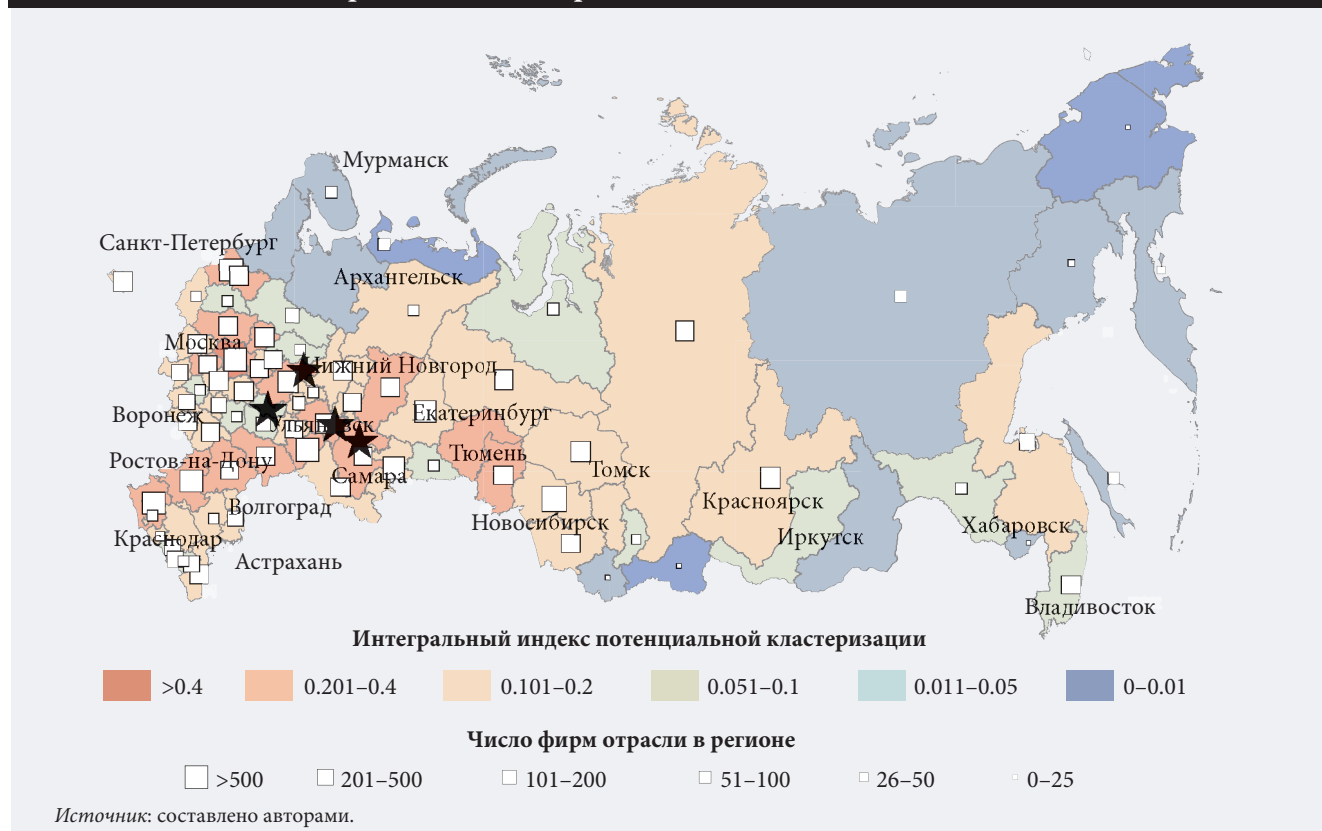 Мурманск
Санкт-Петербург
Архангельск
Москва
Нижний Новгород
Воронеж
Ульяновск
Екатеринбург
Ростов-на-Дону
Тюмень
Самара
Томск
Волгоград
Красноярск
Новосибирск
Краснодар
Иркутск
Хабаровск
Астрахань
Владивосток
Интегральный индекс потенциальной кластеризации
>0.4 0.201–0.4 0.101–0.2 0.051–0.1 0.011–0.05 0–0.01
Число фирм отрасли в регионе
>500 201–500 101–200 51–100 26–50 0–25
Источник: составлено авторами.